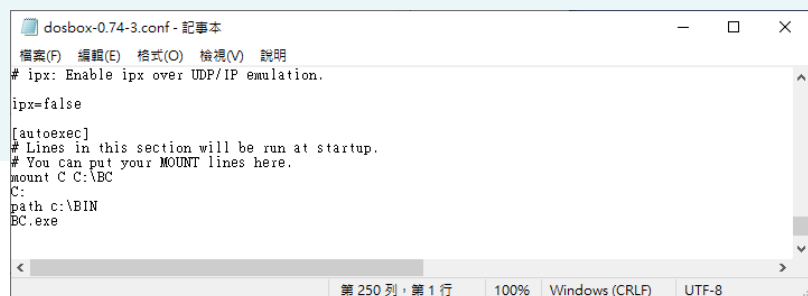 dosbox-0.74-3.conf - 記事本
檔案(F) 編輯(E) 格式(O) 檢視(V) 說明
# ipx: Enable ipx over UDP/IP emulation.
ipx=false
[autoexec]
# Lines in this section will be run at startup.
# You can put your MOUNT lines here.
mount C C:\BC
C:
path c:\BIN
BC.exe
第 250 列，第 1 行 100% Windows (CRLF) UTF-8